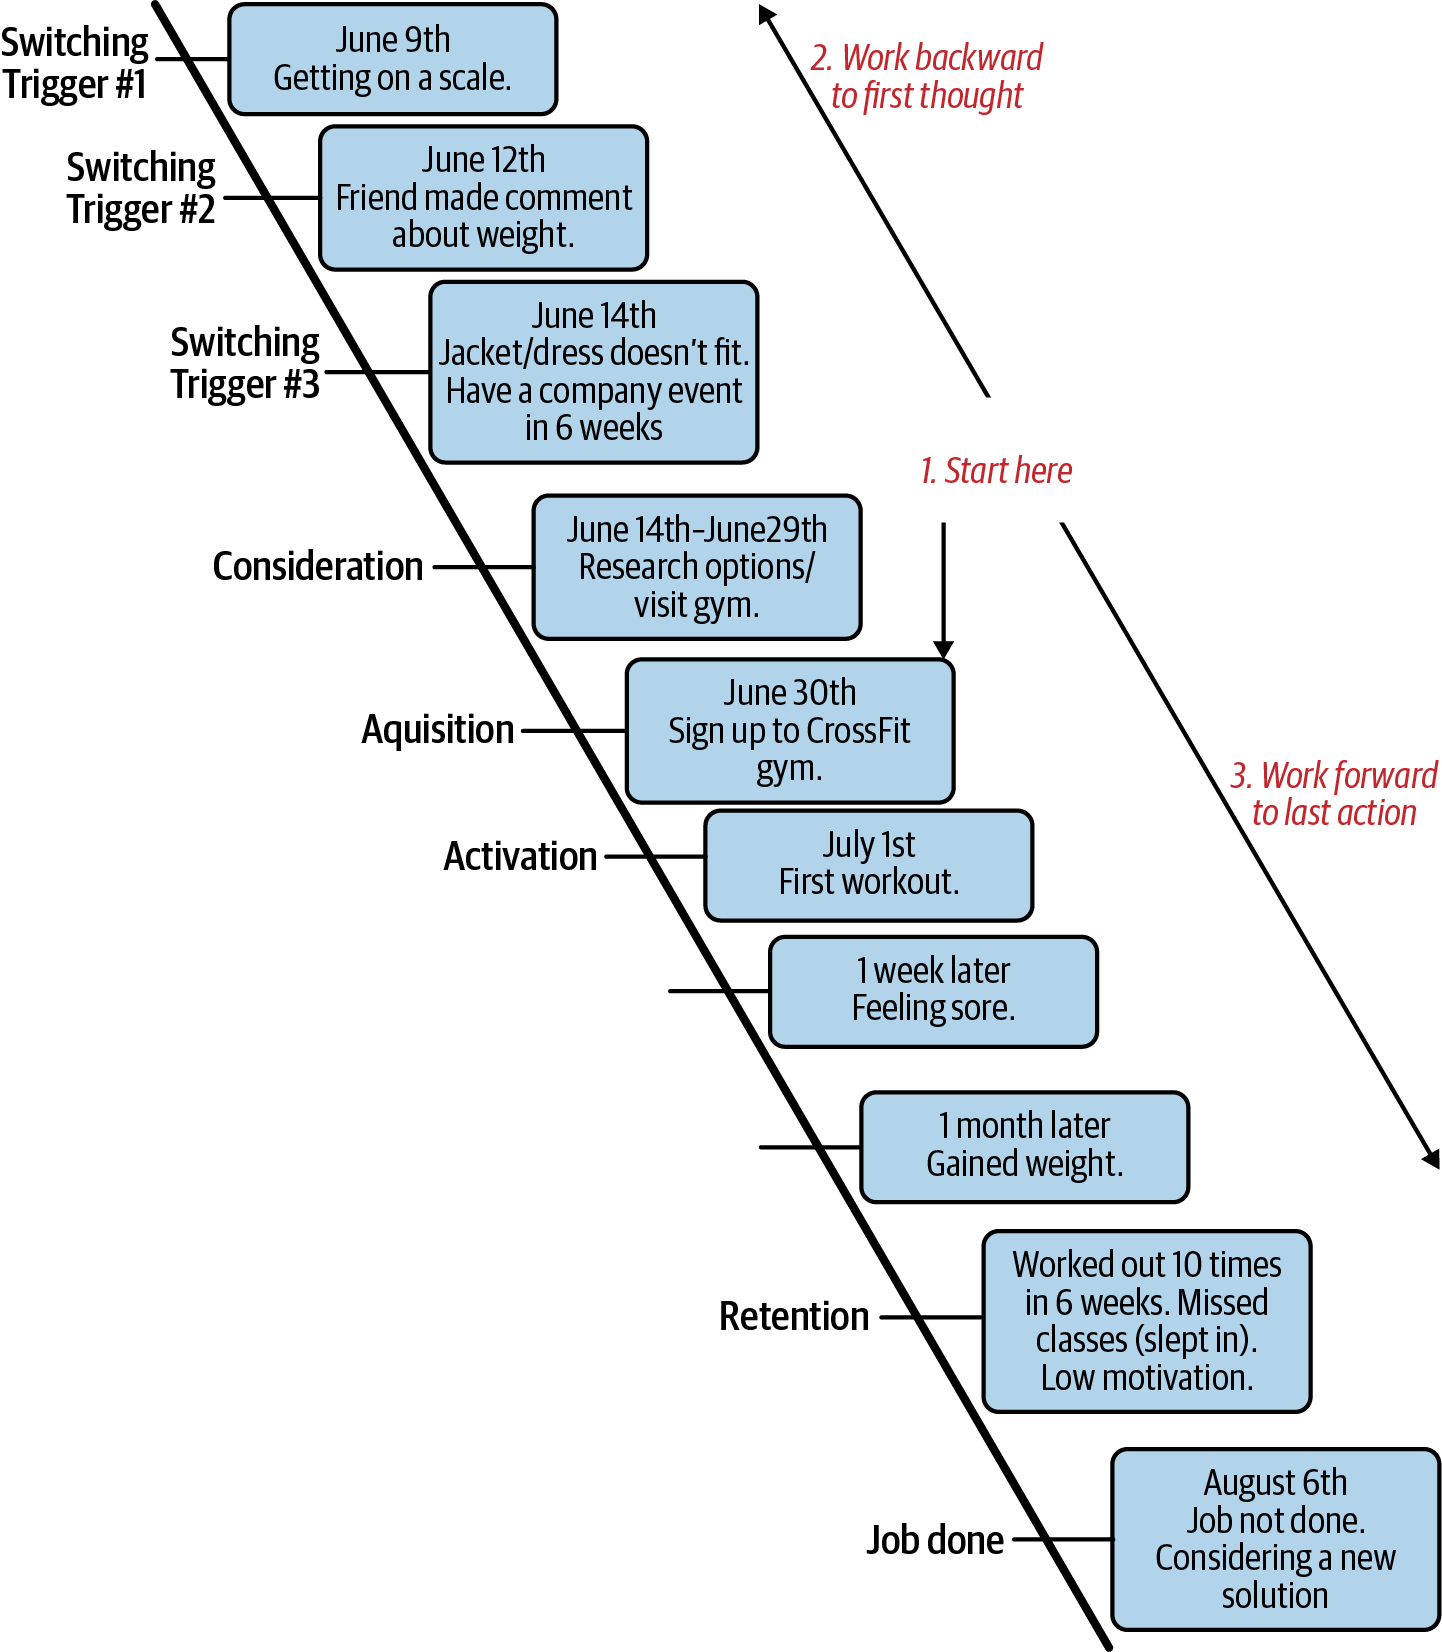 Switching
Trigger #1
June 9th
Getting on a scale.
2. Work backward
to first thought
Switching
Trigger #2
June 12th
Friend made comment
about weight.
Switching
Trigger #3
June 14th
Jacket/dress doesn't fit.
Have a company event
in 6 weeks
1. Start here
Consideration
June 14th–June29th
Research options/
visit gym.
Aquisition
June 30th
Sign up to CrossFit
gym.
3. Work forward
to last action
Activation
July 1st
First workout.
1 week later
Feeling sore.
1 month later
Gained weight.
Retention
Worked out 10 times
in 6 weeks. Missed
classes (slept in).
Low motivation.
Job done
August 6th
Job not done.
Considering a new
solution